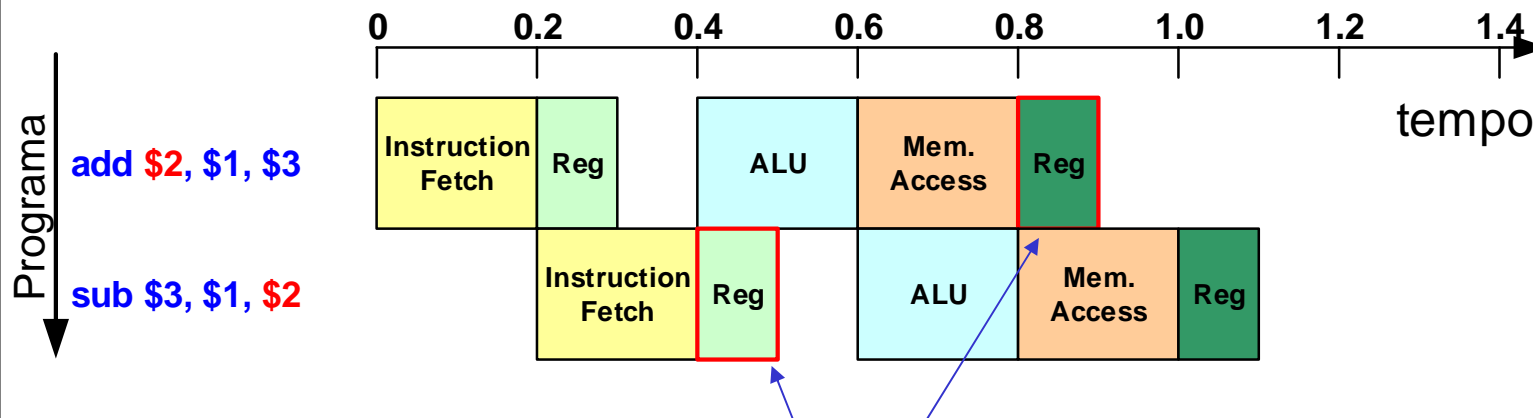 0 0.2 0.4 0.6 0.8 1.0 1.2 1.4
tempo
Programa
add $2, $1, $3
Instruction
Fetch
Reg
ALU
Mem.
Access
Reg
sub $3, $1, $2
Instruction
Fetch
Reg
ALU
Mem.
Access
Reg